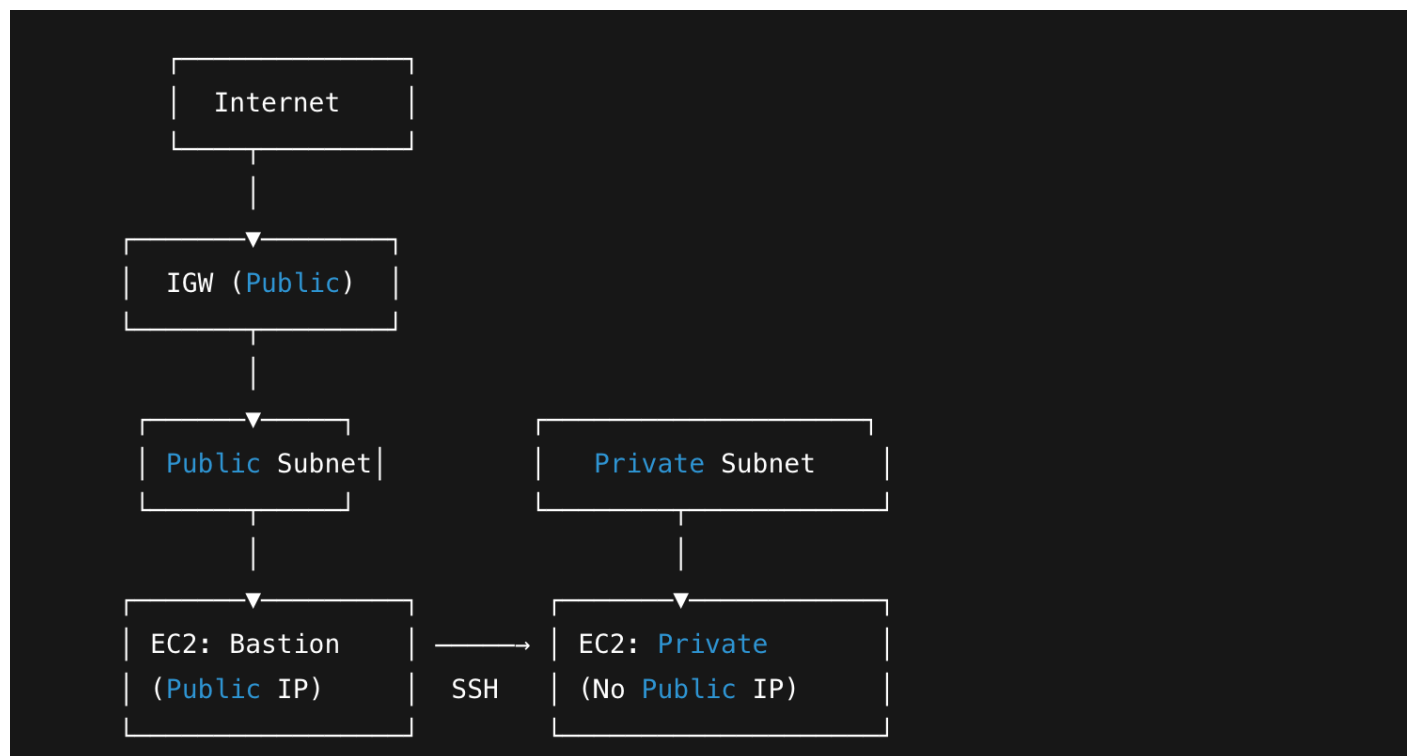 Internet
IGW (Public)
Public Subnet
Private Subnet
EC2: Bastion
(Public IP)
SSH
EC2: Private
(No Public IP)